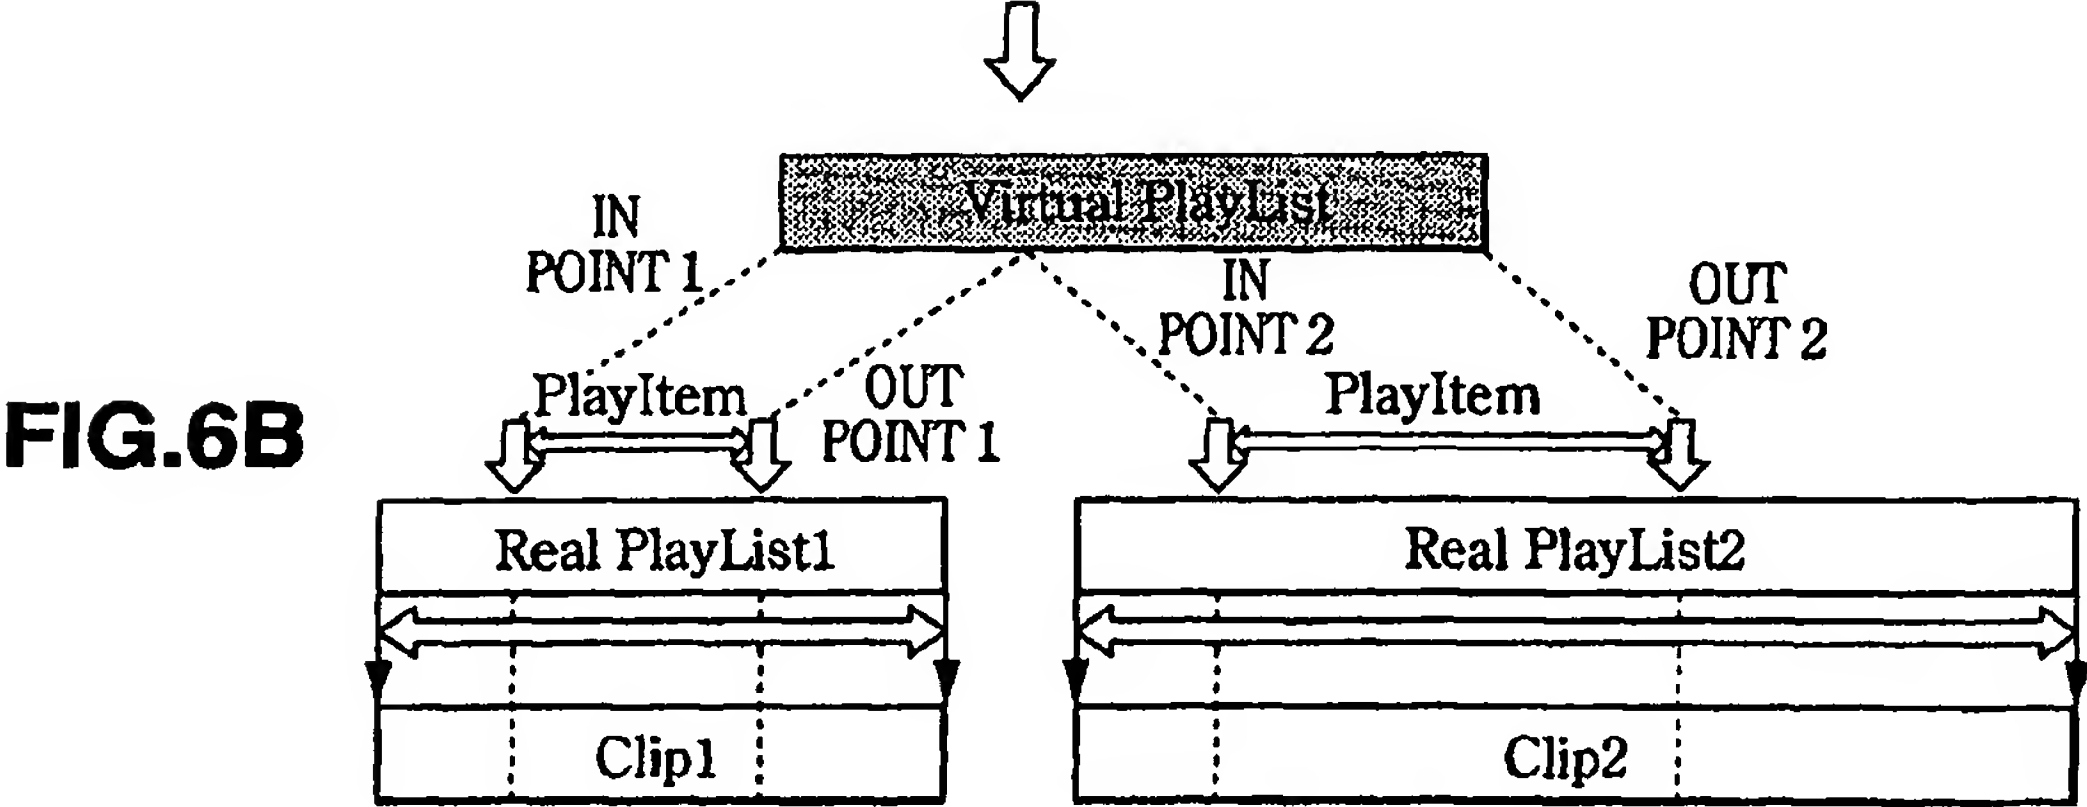 FIG.6B
Virtual PlayList
IN
POINT 1
OUT
POINT 1
IN
POINT 2
OUT
POINT 2
PlayItem
PlayItem
Real PlayList1
Real PlayList2
Clip1
Clip2